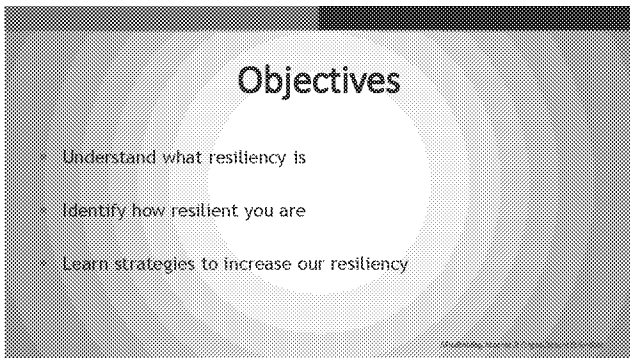 Objectives
Understand what resiliency is
Identify how resilient you are
Learn strategies to increase our resiliency